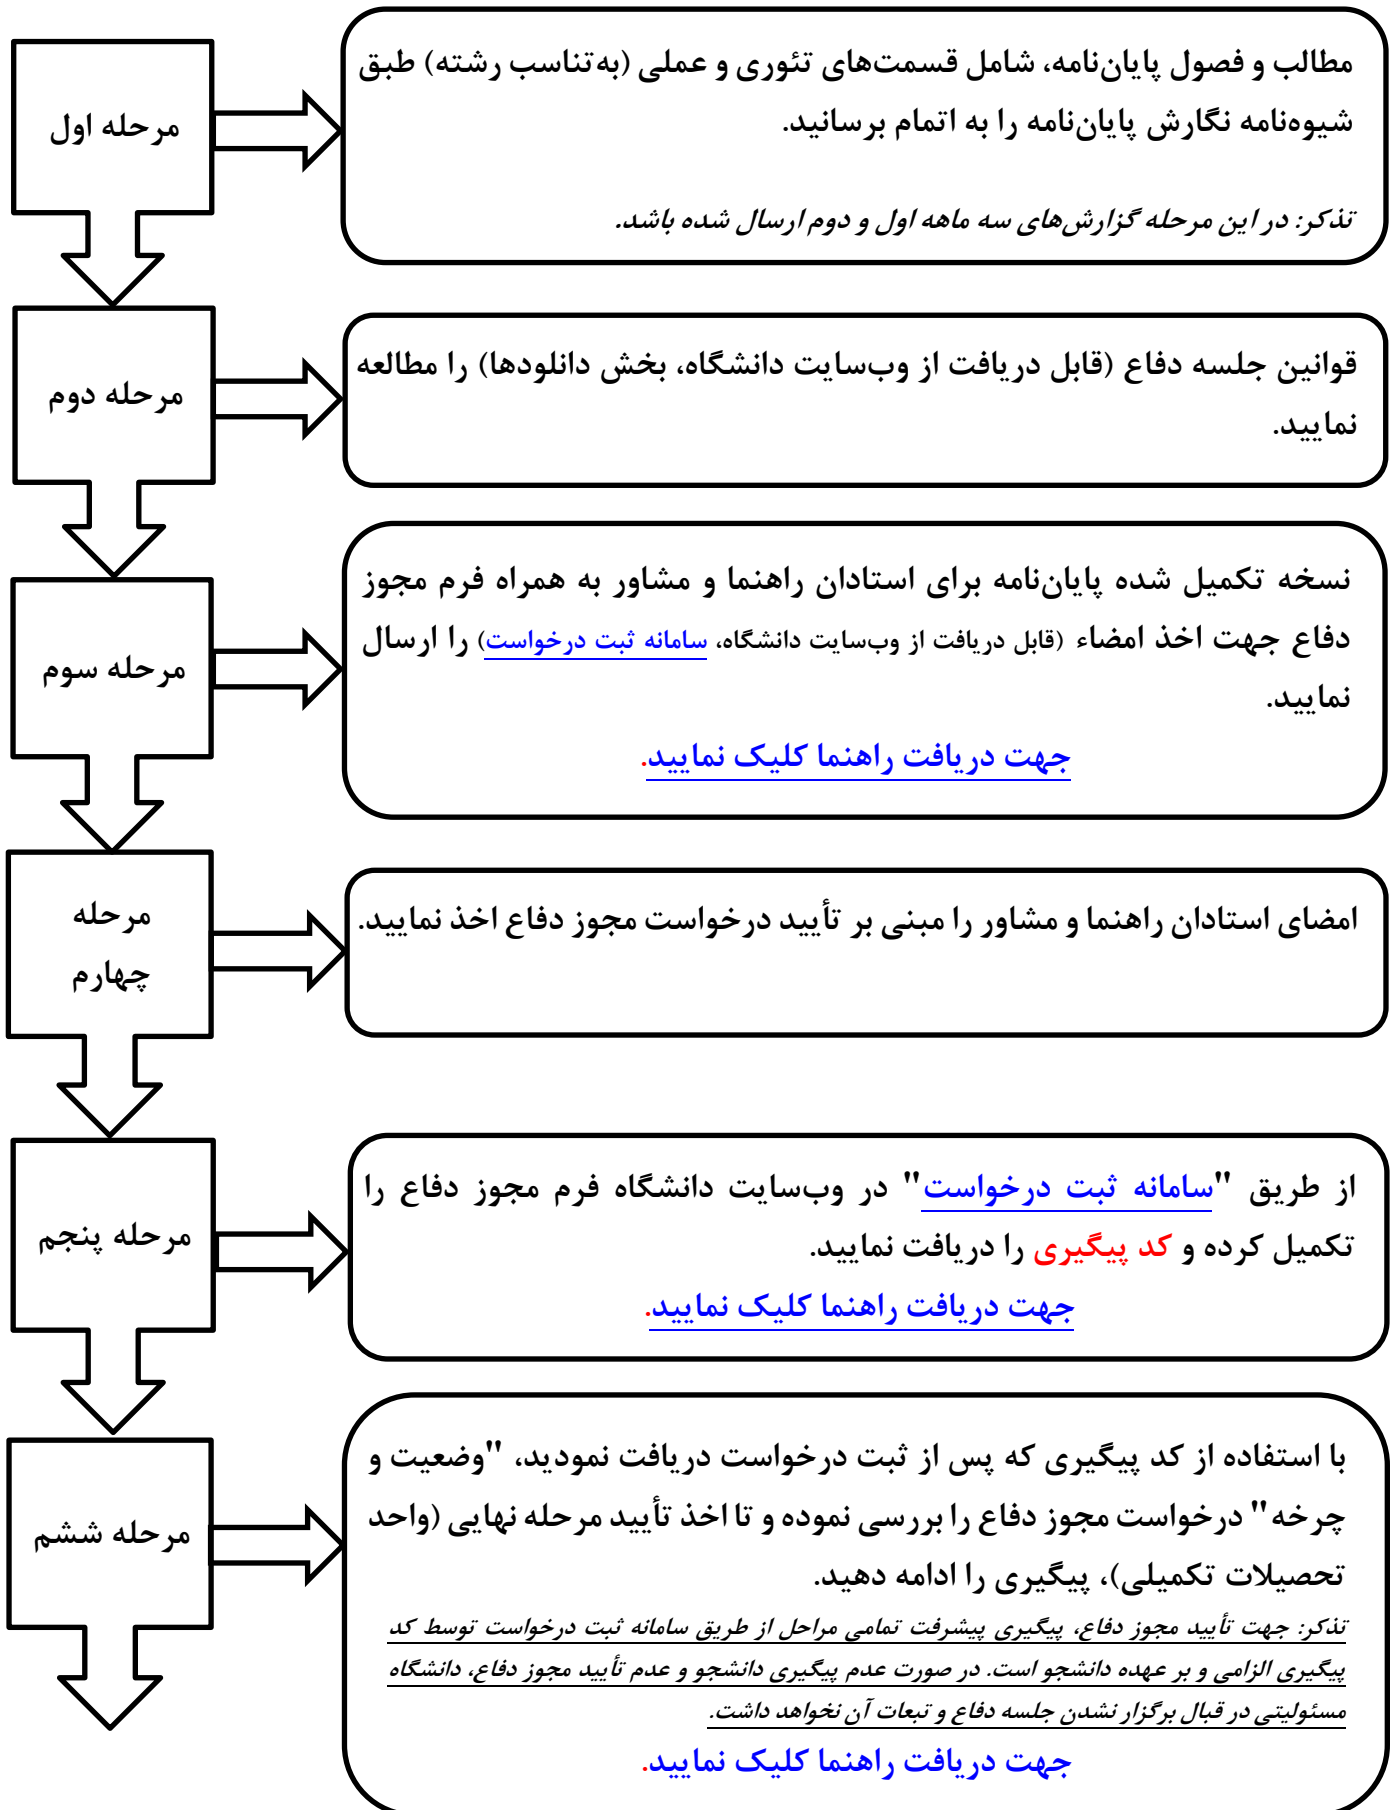 مرحله اول
مطالب و فصول پایان‌نامه، شامل قسمت‌های تئوری و عملی (به‌تناسب رشته) طبق
شیوه‌نامه نگارش پایان‌نامه را به اتمام برسانید.
تذکر: در این مرحله گزارش‌های سه ماهه اول و دوم ارسال شده باشد.
مرحله دوم
قوانین جلسه دفاع (قابل دریافت از وب‌سایت دانشگاه، بخش دانلودها) را مطالعه
نمایید.
مرحله سوم
نسخه تکمیل شده پایان‌نامه برای استادان راهنما و مشاور به همراه فرم مجوز
دفاع جهت اخذ امضاء (قابل دریافت از وب‌سایت دانشگاه، سامانه ثبت درخواست) را ارسال
نمایید.
جهت دریافت راهنما کلیک نمایید.
مرحله
چهارم
امضای استادان راهنما و مشاور را مبنی بر تأیید درخواست مجوز دفاع اخذ نمایید.
مرحله پنجم
از طریق "سامانه ثبت درخواست" در وب‌سایت دانشگاه فرم مجوز دفاع را
تکمیل کرده و کد پیگیری را دریافت نمایید.
جهت دریافت راهنما کلیک نمایید.
مرحله ششم
با استفاده از کد پیگیری که پس از ثبت درخواست دریافت نمودید، "وضعیت و
چرخه" درخواست مجوز دفاع را بررسی نموده و تا اخذ تأیید مرحله نهایی (واحد
تحصیلات تکمیلی)، پیگیری را ادامه دهید.
تذکر: جهت تأیید مجوز دفاع، پیگیری پیشرفت تمامی مراحل از طریق سامانه ثبت درخواست توسط کد
پیگیری الزامی و بر عهده دانشجو است. در صورت عدم پیگیری دانشجو و عدم تأیید مجوز دفاع، دانشگاه
مسئولیتی در قبال برگزار نشدن جلسه دفاع و تبعات آن نخواهد داشت.
جهت دریافت راهنما کلیک نمایید.